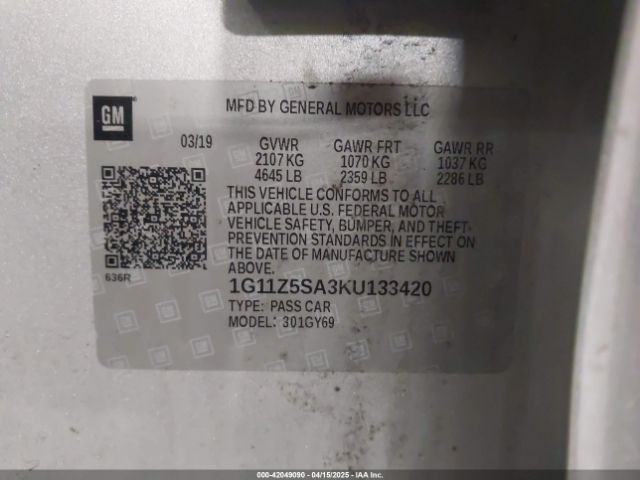 GM
MFD BY GENERAL MOTORS LLC
03/19 GVWR GAWR FRT GAWR RR
2107 KG 1070 KG 1037 KG
4645 LB 2359 LB 2286 LB
THIS VEHICLE CONFORMS TO ALL
APPLICABLE U.S. FEDERAL MOTOR
VEHICLE SAFETY, BUMPER, AND THEFT
PREVENTION STANDARDS IN EFFECT ON
THE DATE OF MANUFACTURE SHOWN
ABOVE.
636R
1G11Z5SA3KU133420
TYPE: PASS CAR
MODEL: 301GY69
000-42049090 - 04/15/2025 - IAAI.COM